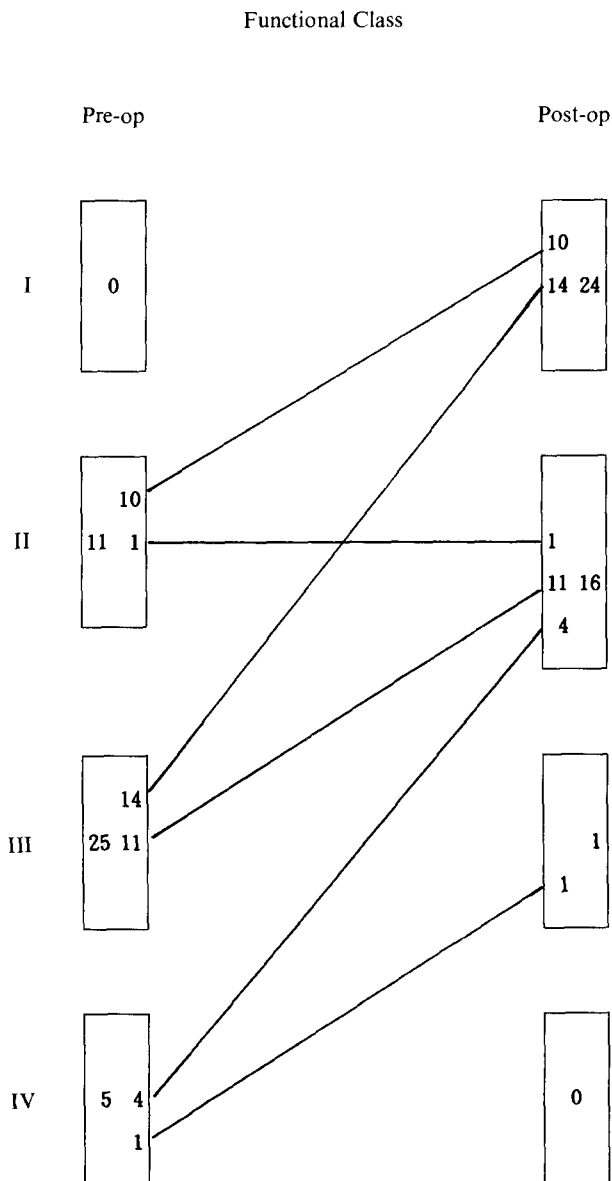 Functional Class
Pre-op Post-op
10
I 0 14 24
10
II 11 1 1
11 16
4
14
III 25 11 1
1
IV 5 4 0
1